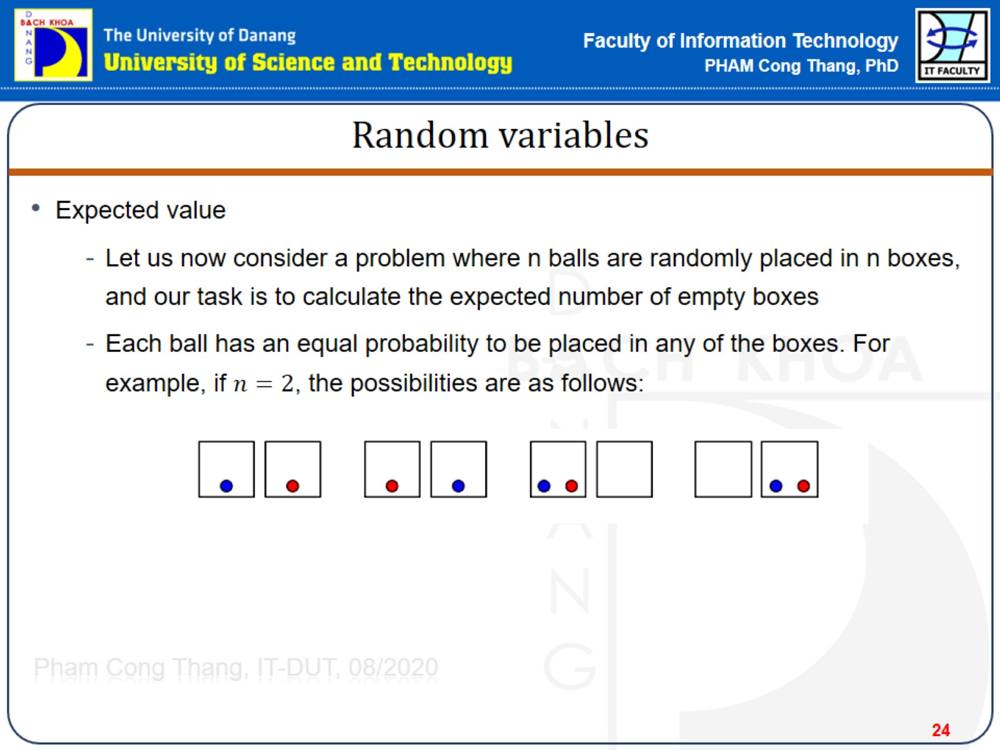 D
BACH KHOA
N
A
N
G
The University of Danang
University of Science and Technology
Faculty of Information Technology
PHAM Cong Thang, PhD
IT FACULTY
Random variables
• Expected value
- Let us now consider a problem where n balls are randomly placed in n boxes,
and our task is to calculate the expected number of empty boxes
- Each ball has an equal probability to be placed in any of the boxes. For
example, if n = 2, the possibilities are as follows:
D
BACH KHOA
N
A
N
G
Pham Cong Thang, IT-DUT, 08/2020
24